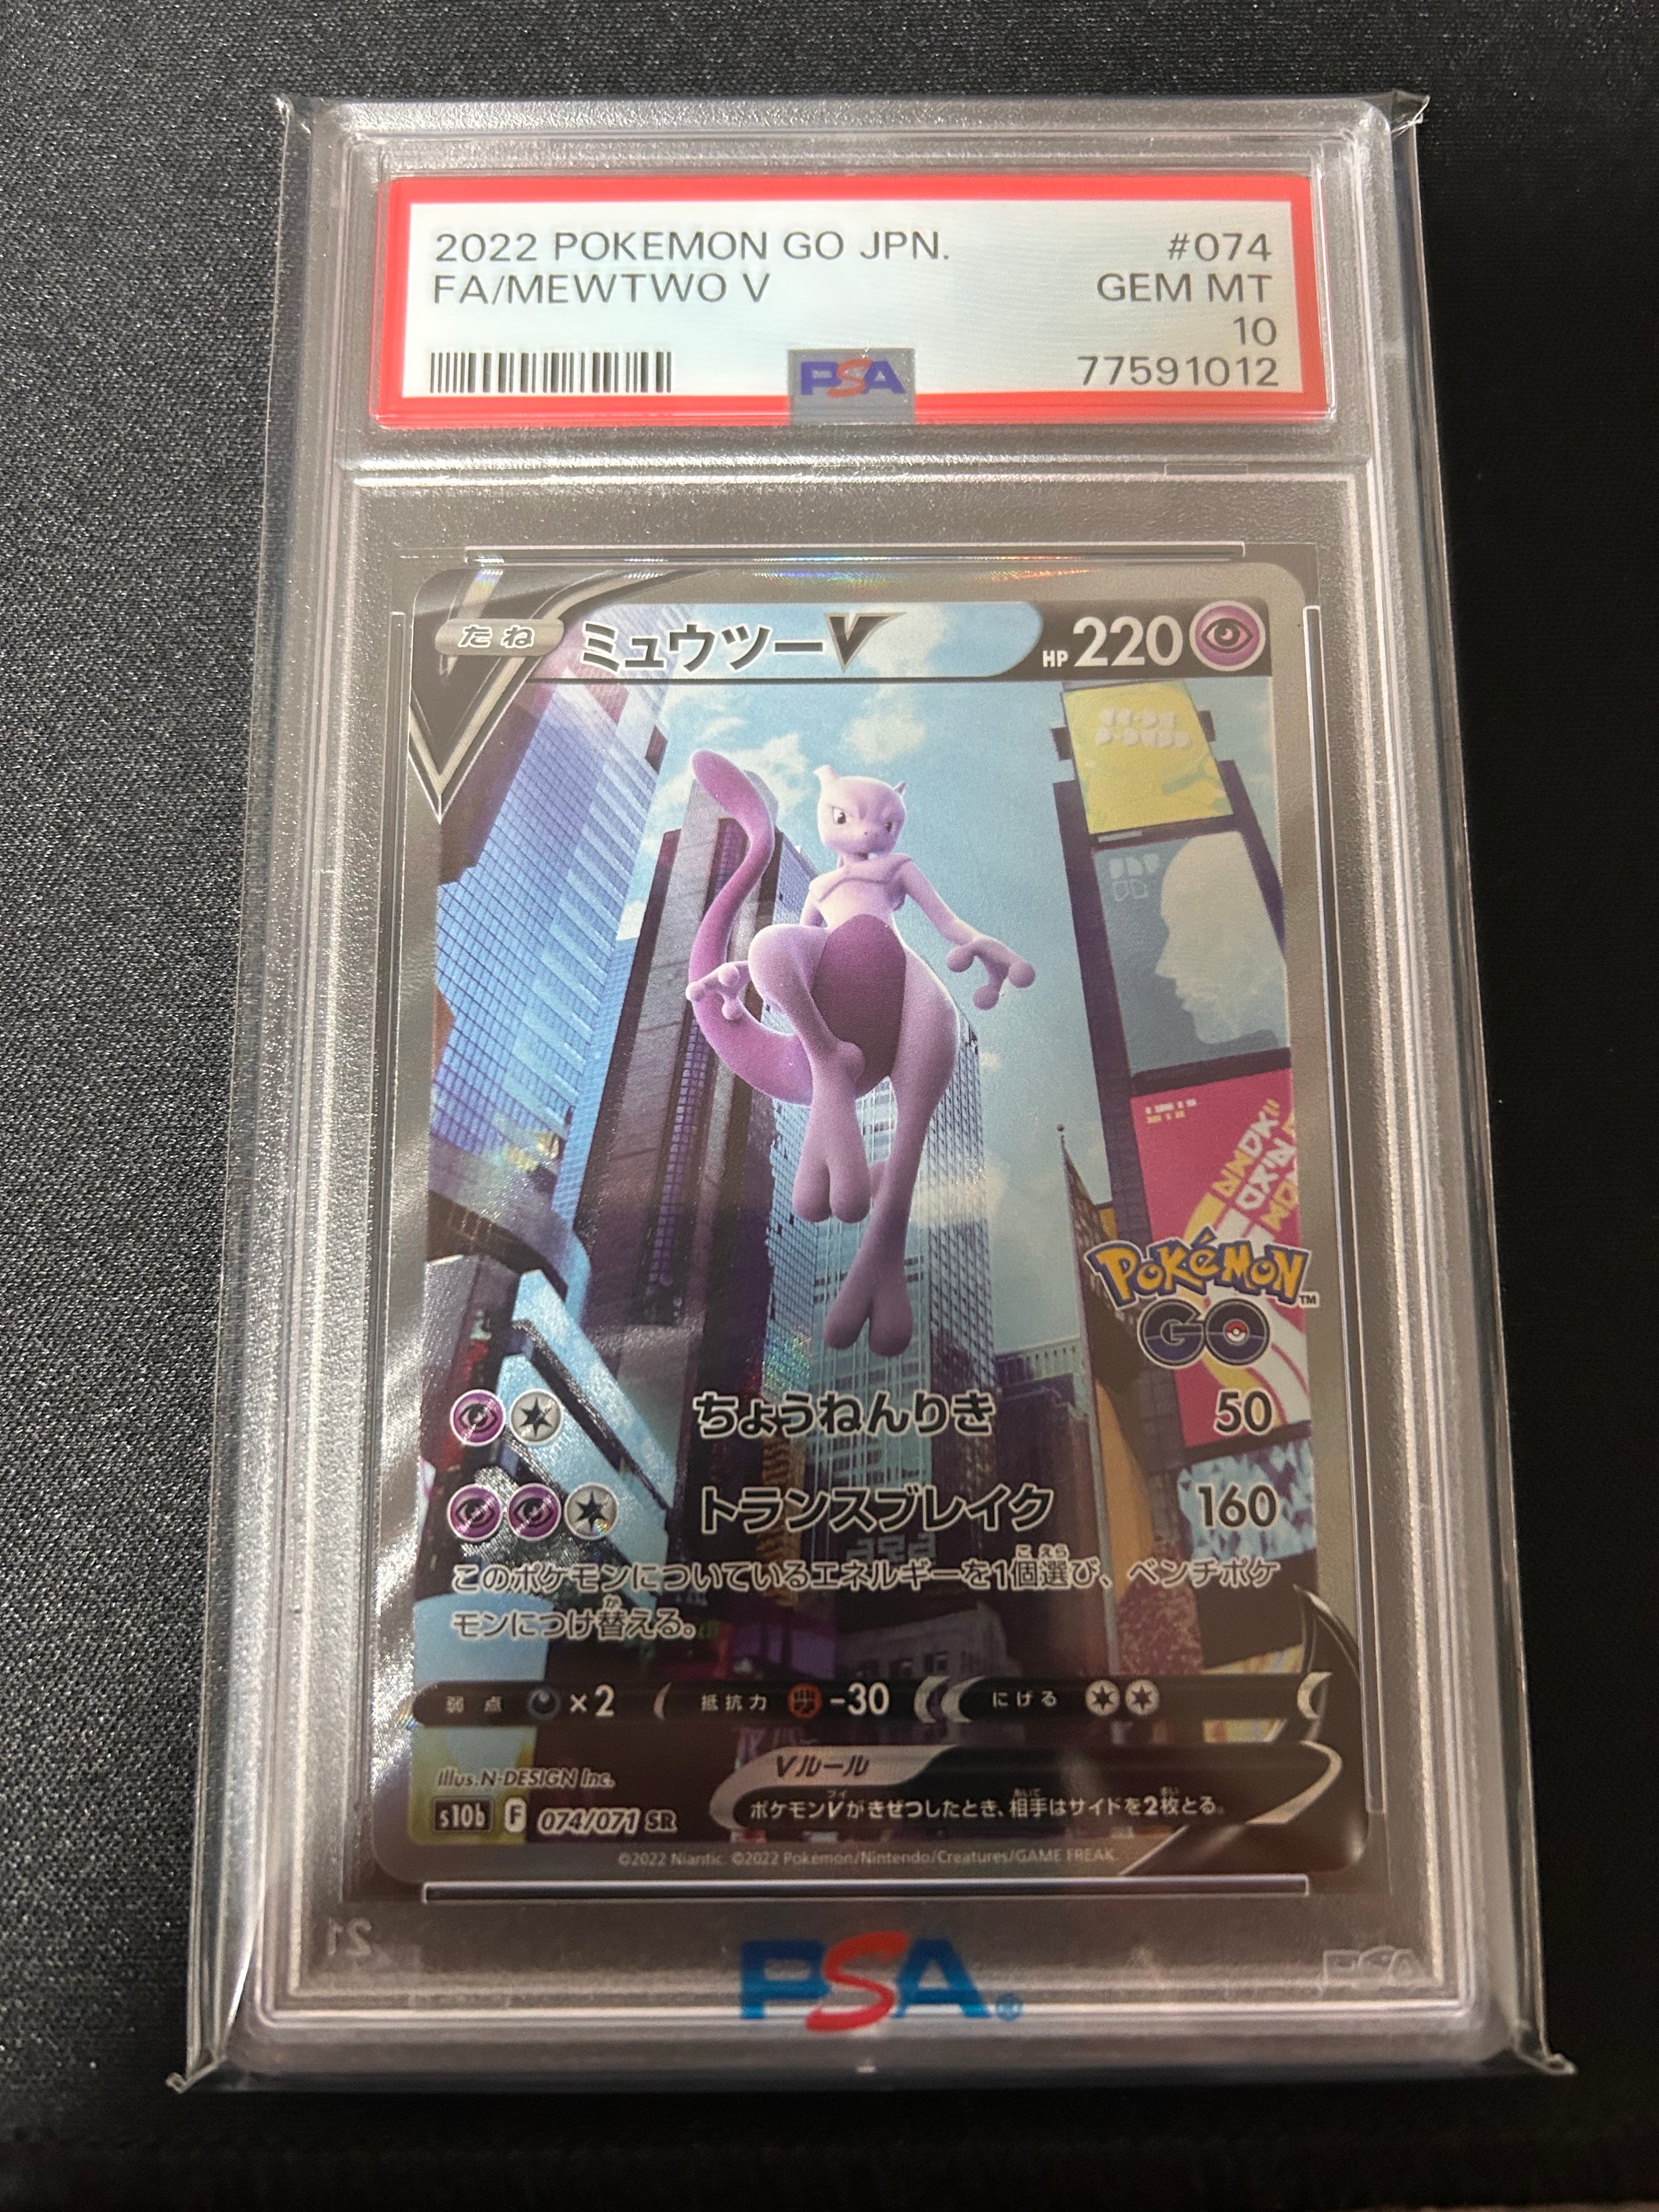 2022 POKEMON GO JPN. #074
FA/MEWTWO V GEM MT
10
PSA 77591012
たね ミュウツーV HP 220
Pokémon™
GO
ちょうねんりき 50
トランスブレイク 160
このポケモンについているエネルギーを1個選び、ベンチポケ
モンにつけ替える。
弱点 ×2 抵抗力 -30 にげる
Vルール
ポケモンVがきぜつしたとき、相手はサイドを2枚とる。
Illus. N-DESIGN Inc.
s10b F 074/071 SR
©2022 Niantic. ©2022 Pokémon/Nintendo/Creatures/GAME FREAK.
PSA®